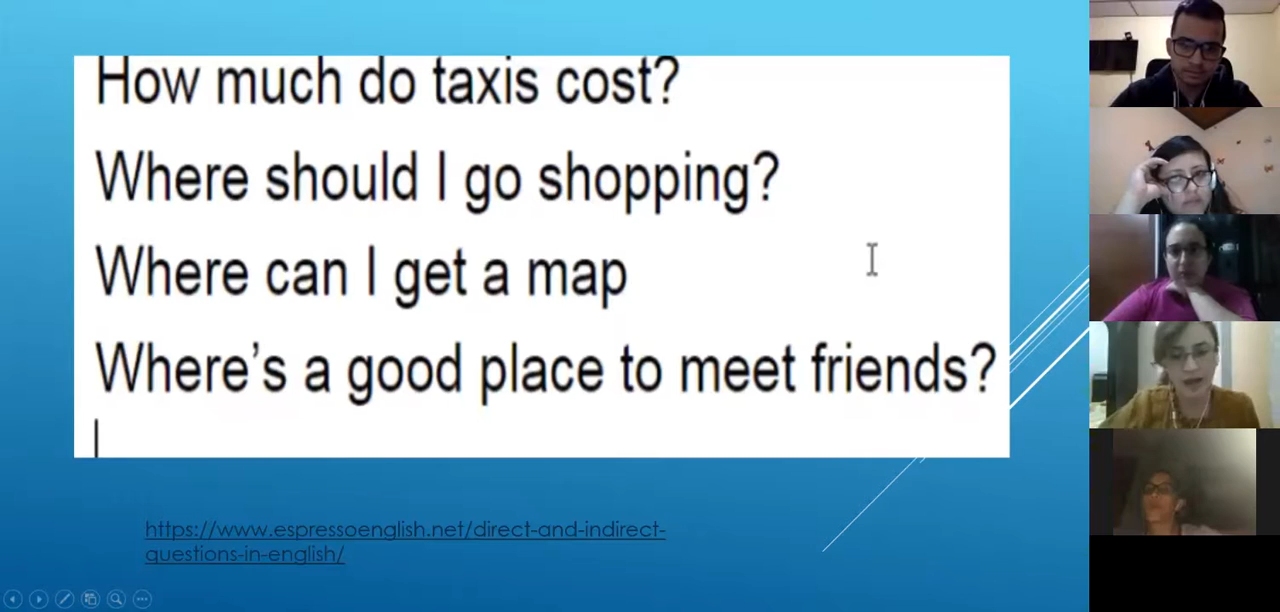 How much do taxis cost?
Where should I go shopping?
Where can I get a map
Where's a good place to meet friends?
https://www.espressoenglish.net/direct-and-indirect-
questions-in-english/